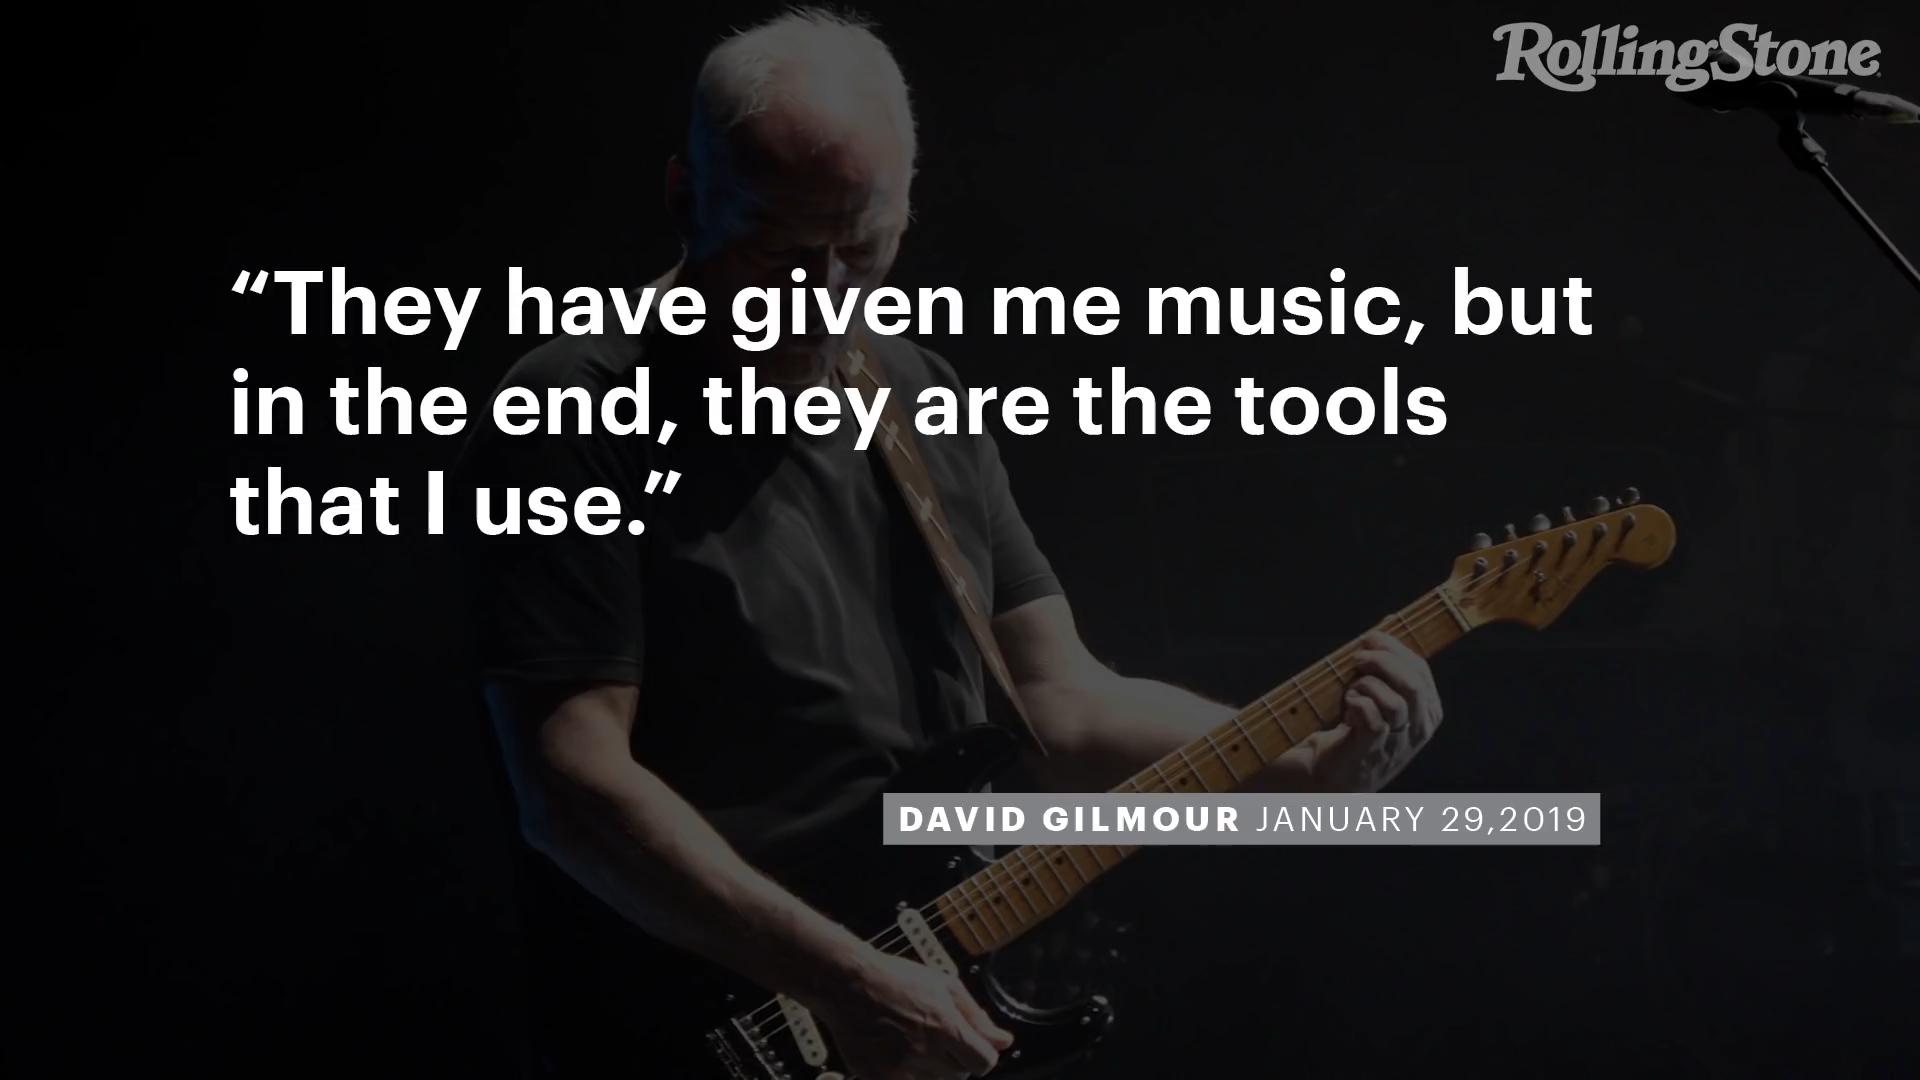 RollingStone
“They have given me music, but
in the end, they are the tools
that I use.”
DAVID GILMOUR JANUARY 29,2019